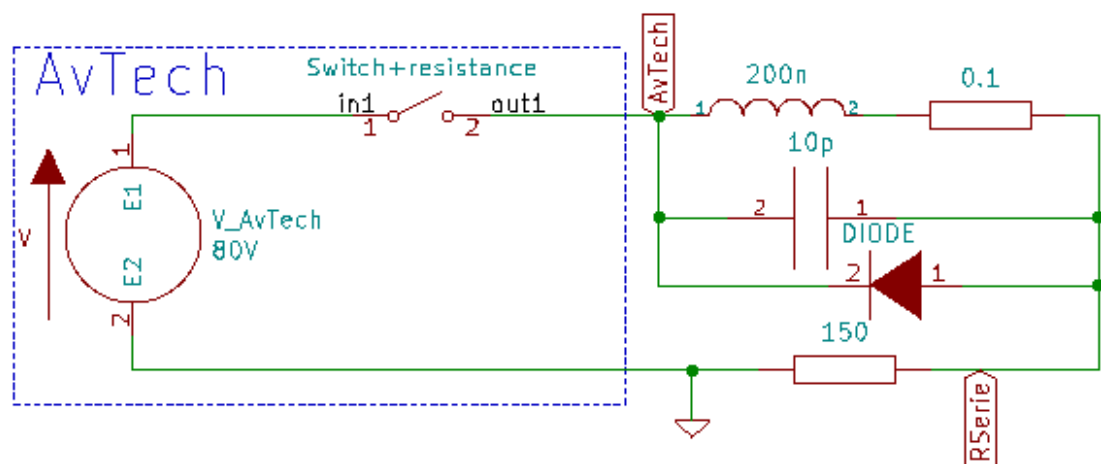 AvTech
Switch+resistance
in1
1
2
out1
AvTech
200n
1
2
0.1
1
E1
V
V_AvTech
80V
E2
2
10p
2
1
DIODE
2
1
150
RSerie